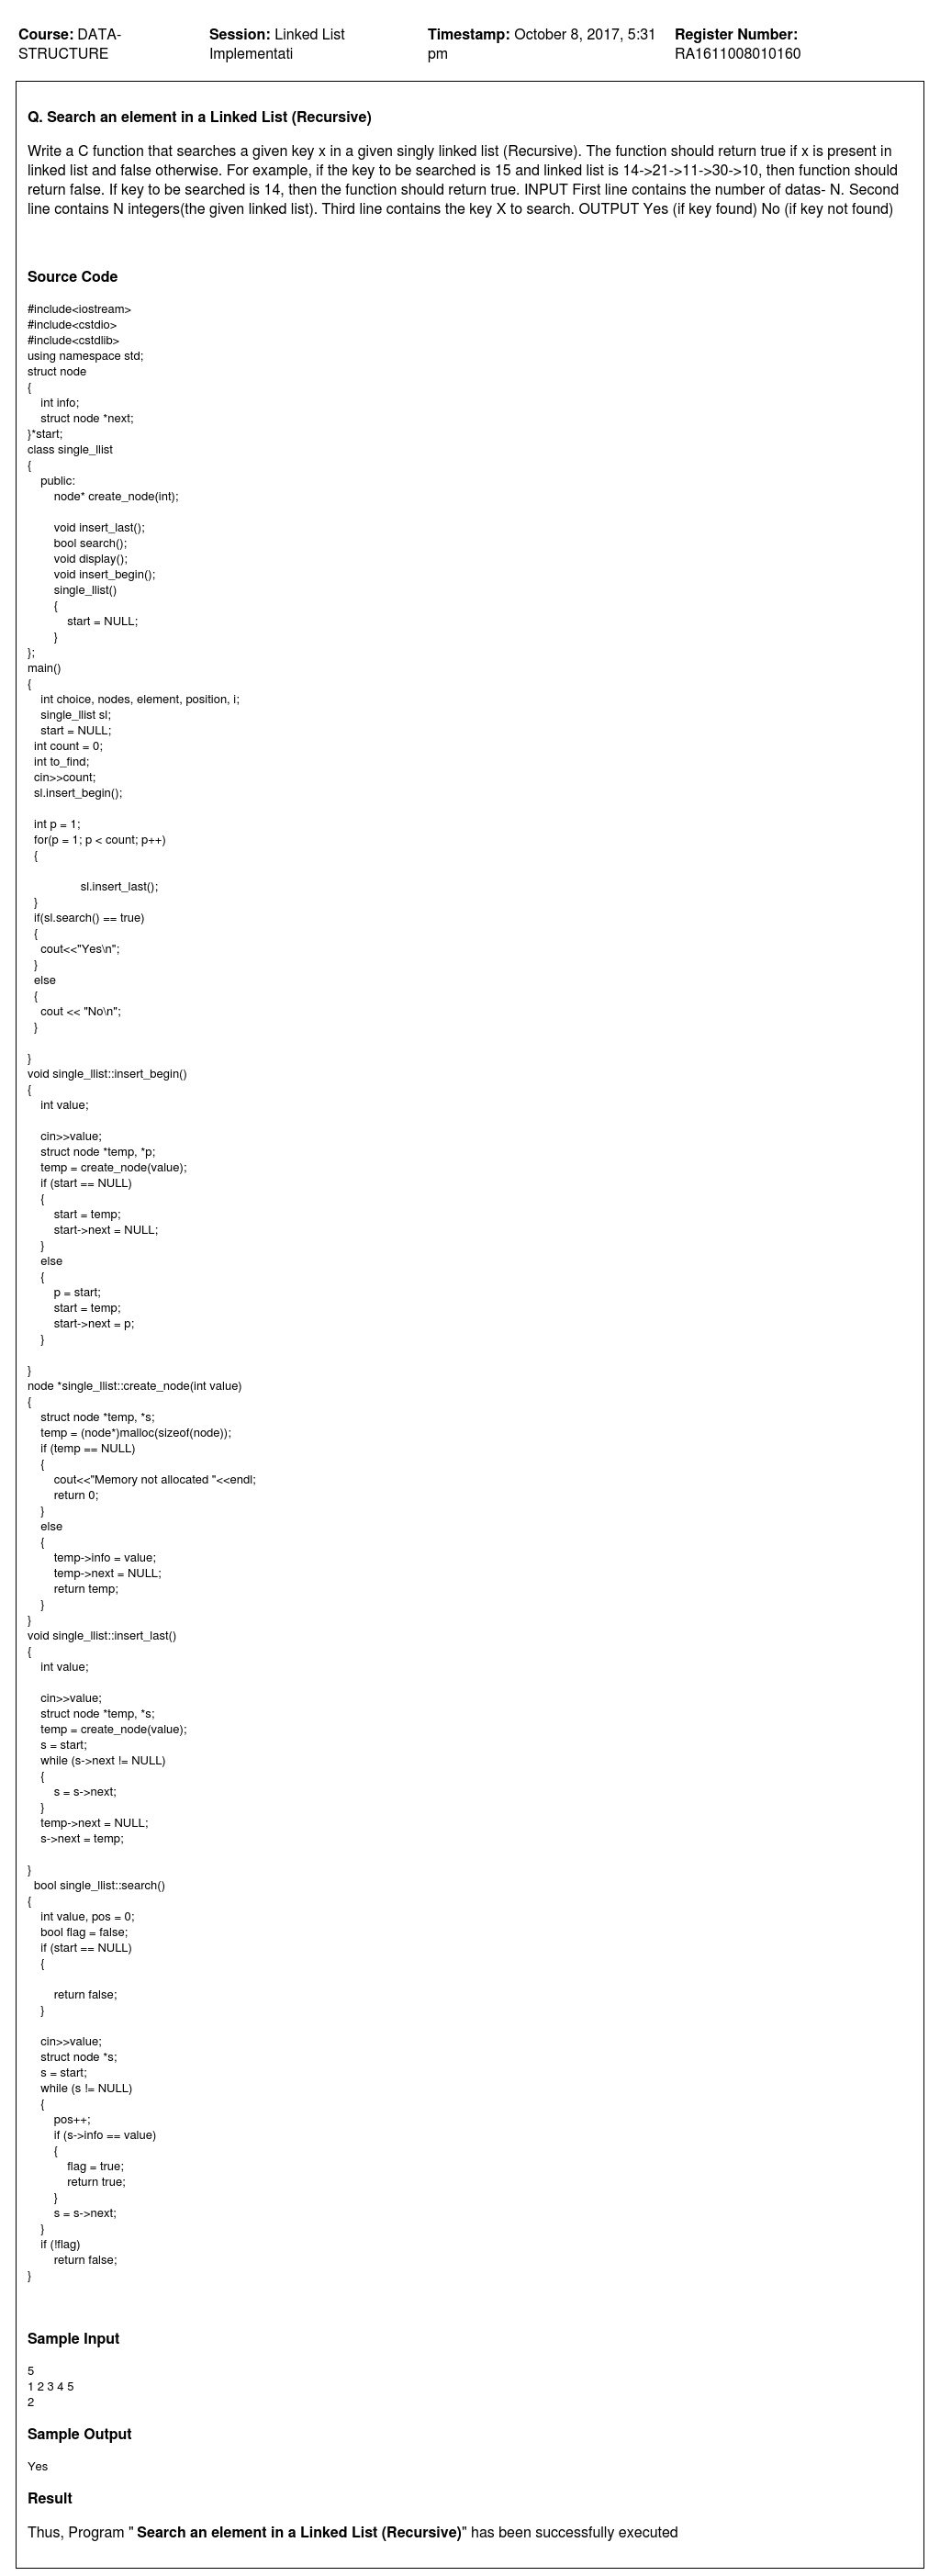 Course: DATA-STRUCTURE
Session: Linked List Implementati
Timestamp: October 8, 2017, 5:31 pm
Register Number: RA1611008010160
Q. Search an element in a Linked List (Recursive)
Write a C function that searches a given key x in a given singly linked list (Recursive). The function should return true if x is present in
linked list and false otherwise. For example, if the key to be searched is 15 and linked list is 14->21->11->30->10, then function should
return false. If key to be searched is 14, then the function should return true. INPUT First line contains the number of datas- N. Second
line contains N integers(the given linked list). Third line contains the key X to search. OUTPUT Yes (if key found) No (if key not found)
Source Code
#include<iostream>
#include<cstdio>
#include<cstdlib>
using namespace std;
struct node
{
    int info;
    struct node *next;
}*start;
class single_llist
{
    public:
        node* create_node(int);

        void insert_last();
        bool search();
        void display();
        void insert_begin();
        single_llist()
        {
            start = NULL;
        }
};
main()
{
    int choice, nodes, element, position, i;
    single_llist sl;
    start = NULL;
  int count = 0;
  int to_find;
  cin>>count;
  sl.insert_begin();

  int p = 1;
  for(p = 1; p < count; p++)
  {

                sl.insert_last();
  }
  if(sl.search() == true)
  {
    cout<<"Yes\n";
  }
  else
  {
    cout << "No\n";
  }

}
void single_llist::insert_begin()
{
    int value;

    cin>>value;
    struct node *temp, *p;
    temp = create_node(value);
    if (start == NULL)
    {
        start = temp;
        start->next = NULL;
    }
    else
    {
        p = start;
        start = temp;
        start->next = p;
    }

}
node *single_llist::create_node(int value)
{
    struct node *temp, *s;
    temp = (node*)malloc(sizeof(node));
    if (temp == NULL)
    {
        cout<<"Memory not allocated "<<endl;
        return 0;
    }
    else
    {
        temp->info = value;
        temp->next = NULL;
        return temp;
    }
}
void single_llist::insert_last()
{
    int value;

    cin>>value;
    struct node *temp, *s;
    temp = create_node(value);
    s = start;
    while (s->next != NULL)
    {
        s = s->next;
    }
    temp->next = NULL;
    s->next = temp;

}
  bool single_llist::search()
{
    int value, pos = 0;
    bool flag = false;
    if (start == NULL)
    {

        return false;
    }

    cin>>value;
    struct node *s;
    s = start;
    while (s != NULL)
    {
        pos++;
        if (s->info == value)
        {
            flag = true;
            return true;
        }
        s = s->next;
    }
    if (!flag)
        return false;
}
Sample Input
5
1 2 3 4 5
2
Sample Output
Yes
Result
Thus, Program " Search an element in a Linked List (Recursive)" has been successfully executed